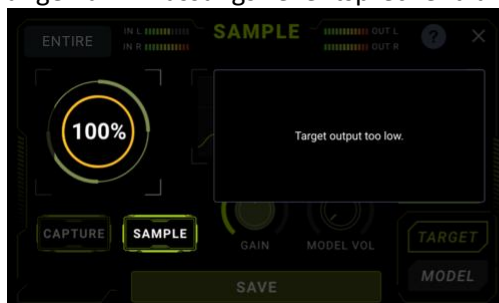 ENTIRE
IN L
IN R
SAMPLE
OUT L
OUT R
?
100%
Target output too low.
CAPTURE
SAMPLE
GAIN
MODEL VOL
TARGET
MODEL
SAVE